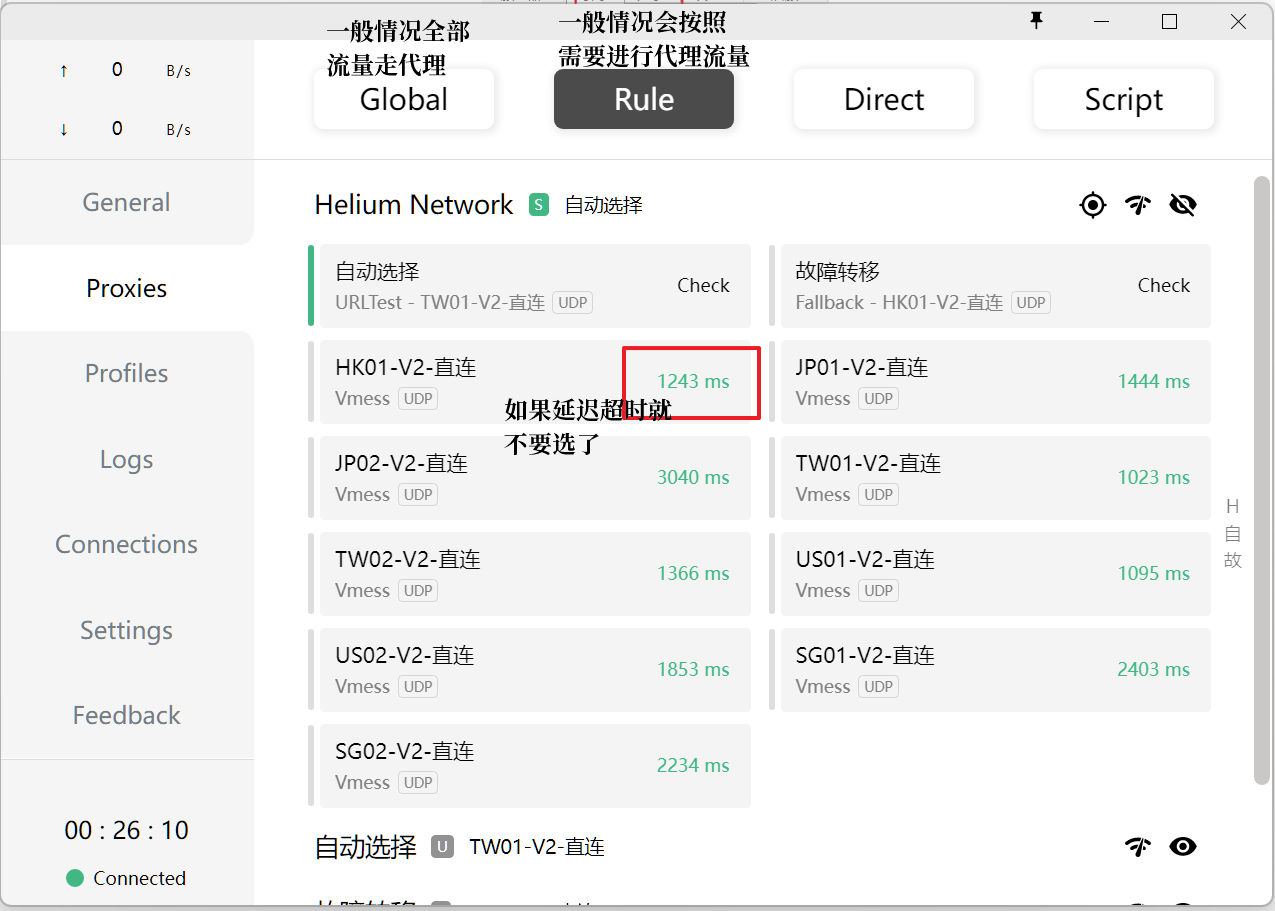 一般情况全部
流量走代理
一般情况会按照
需要进行代理流量
↑ 0 B/s
↓ 0 B/s
Global
Rule
Direct
Script
General
Proxies
Profiles
Logs
Connections
Settings
Feedback
00 : 26 : 10
Connected
Helium Network S 自动选择
自动选择
URLTest - TW01-V2-直连 UDP
Check
故障转移
Fallback - HK01-V2-直连 UDP
Check
HK01-V2-直连
Vmess UDP
1243 ms
如果延迟超时就
不要选了
JP01-V2-直连
Vmess UDP
1444 ms
JP02-V2-直连
Vmess UDP
3040 ms
TW01-V2-直连
Vmess UDP
1023 ms
TW02-V2-直连
Vmess UDP
1366 ms
US01-V2-直连
Vmess UDP
1095 ms
US02-V2-直连
Vmess UDP
1853 ms
SG01-V2-直连
Vmess UDP
2403 ms
SG02-V2-直连
Vmess UDP
2234 ms
H
自
故
自动选择 U TW01-V2-直连
故障转移